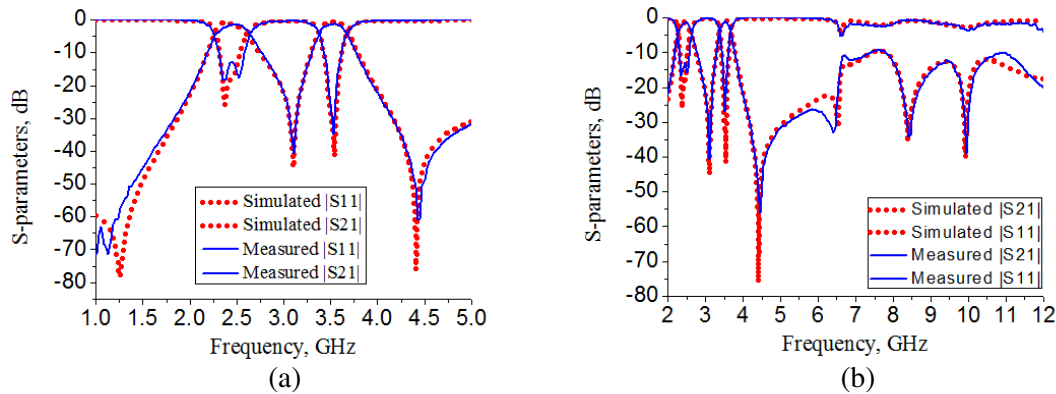 0
-10
-20
-30
-40
-50
-60
-70
-80
S-parameters, dB
Simulated |S11|
Simulated |S21|
Measured |S11|
Measured |S21|
1.0 1.5 2.0 2.5 3.0 3.5 4.0 4.5 5.0
Frequency, GHz
(a)
0
-10
-20
-30
-40
-50
-60
-70
-80
S-parameters, dB
Simulated |S21|
Simulated |S11|
Measured |S21|
Measured |S11|
2 3 4 5 6 7 8 9 10 11 12
Frequency, GHz
(b)